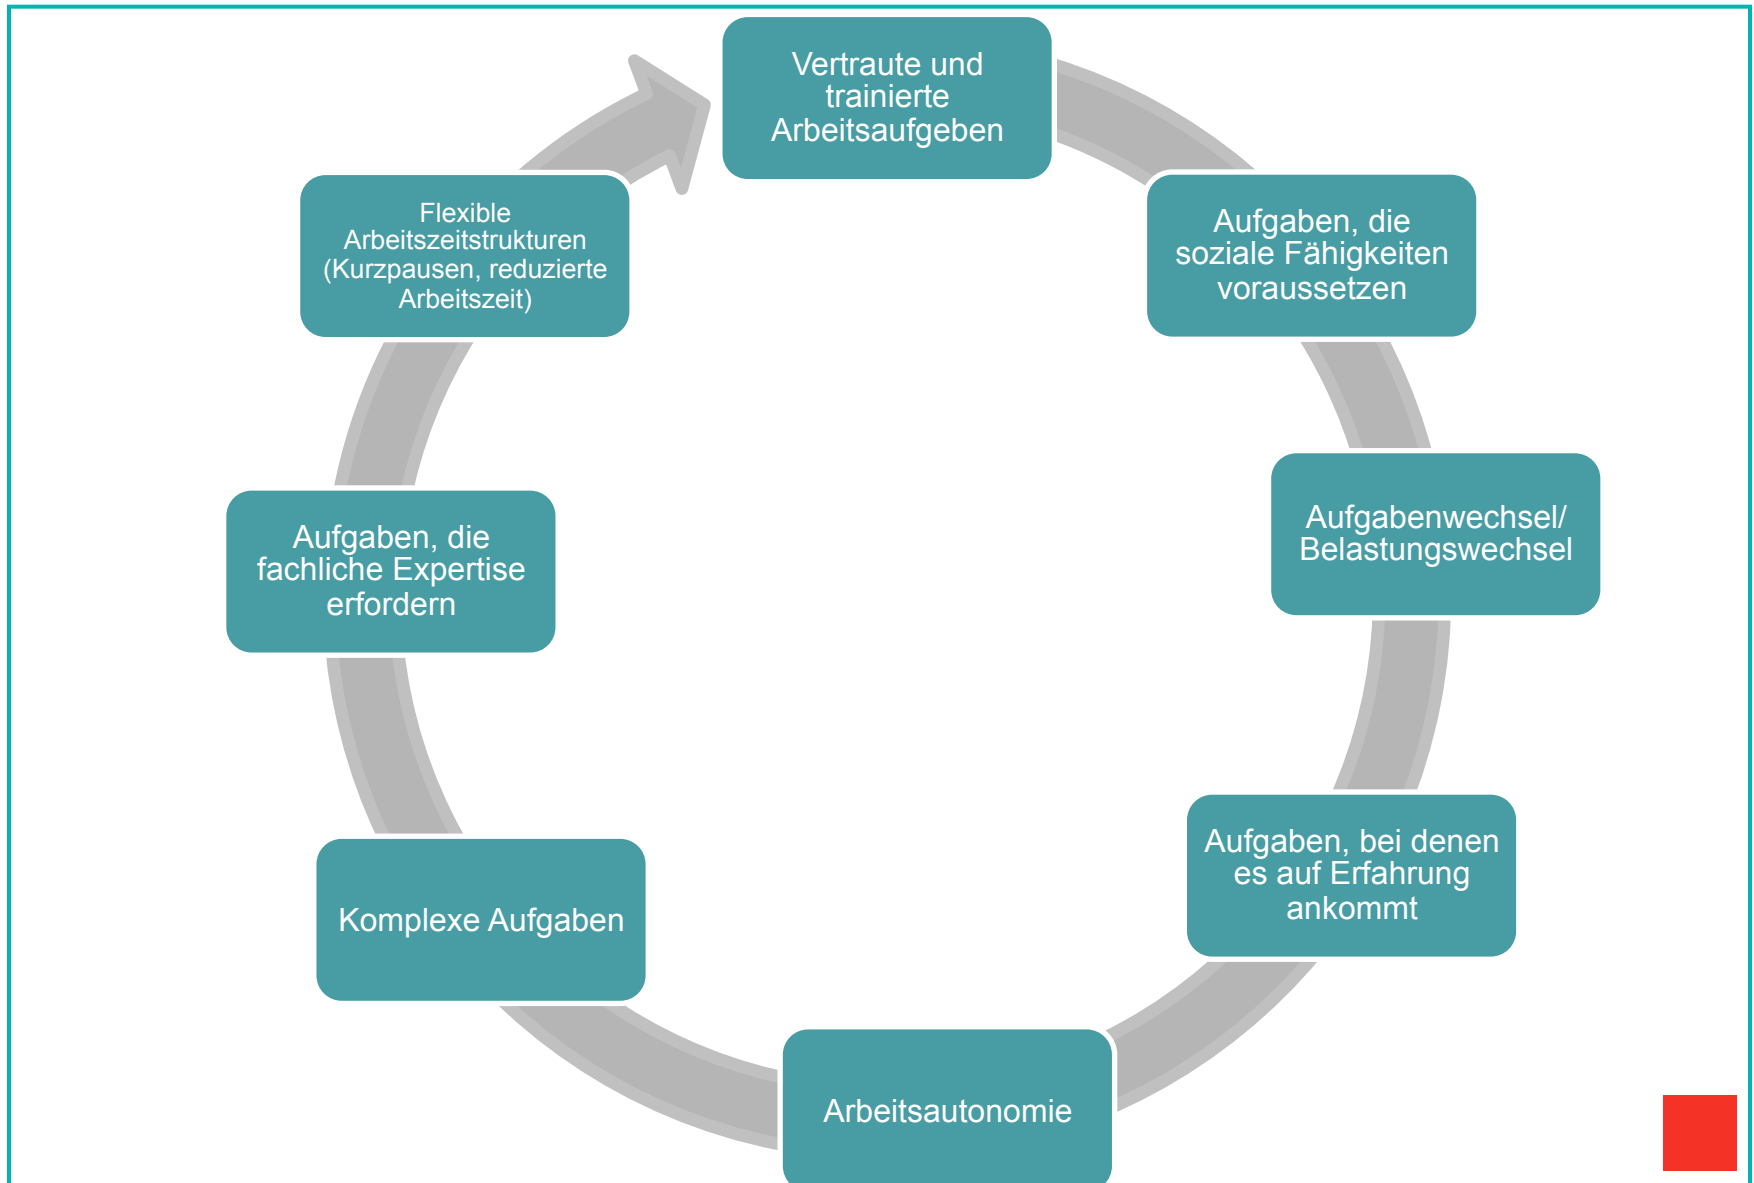 Vertraute und
trainierte
Arbeitsaufgeben
Aufgaben, die
soziale Fähigkeiten
voraussetzen
Aufgabenwechsel/
Belastungswechsel
Aufgaben, bei denen
es auf Erfahrung
ankommt
Arbeitsautonomie
Komplexe Aufgaben
Aufgaben, die
fachliche Expertise
erfordern
Flexible
Arbeitszeitstrukturen
(Kurzpausen, reduzierte
Arbeitszeit)